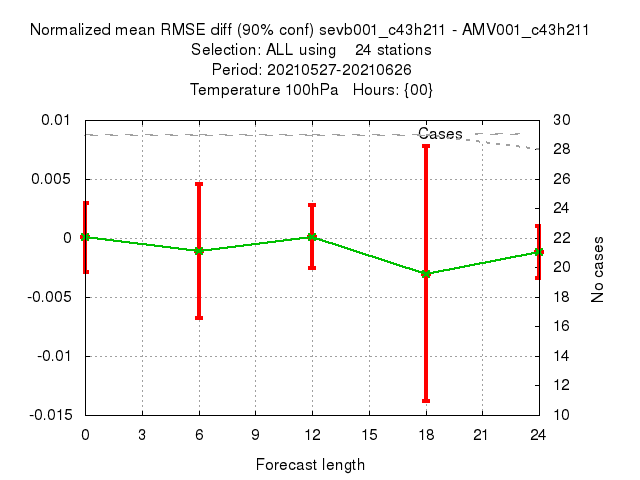 Normalized mean RMSE diff (90% conf) sevb001_c43h211 - AMV001_c43h211
Selection: ALL using 24 stations
Period: 20210527-20210626
Temperature 100hPa Hours: {00}
0.01
0.005
0
-0.005
-0.01
-0.015
Cases
30
28
26
24
22
20
18
16
14
12
10
No cases
0 3 6 9 12 15 18 21 24
Forecast length